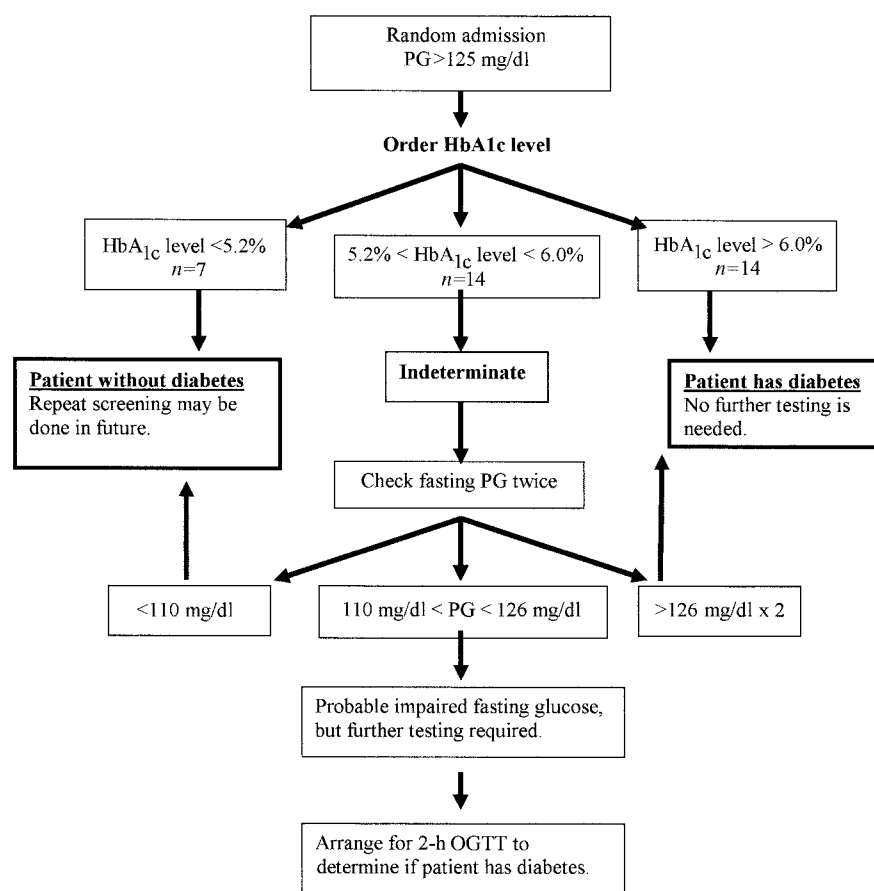 Random admission
PG>125 mg/dl
Order HbA1c level
HbA1c level <5.2%
n=7
5.2% < HbA1c level < 6.0%
n=14
HbA1c level > 6.0%
n=14
Patient without diabetes
Repeat screening may be
done in future.
Indeterminate
Patient has diabetes
No further testing is
needed.
Check fasting PG twice
<110 mg/dl
110 mg/dl < PG < 126 mg/dl
>126 mg/dl x 2
Probable impaired fasting glucose,
but further testing required.
Arrange for 2-h OGTT to
determine if patient has diabetes.